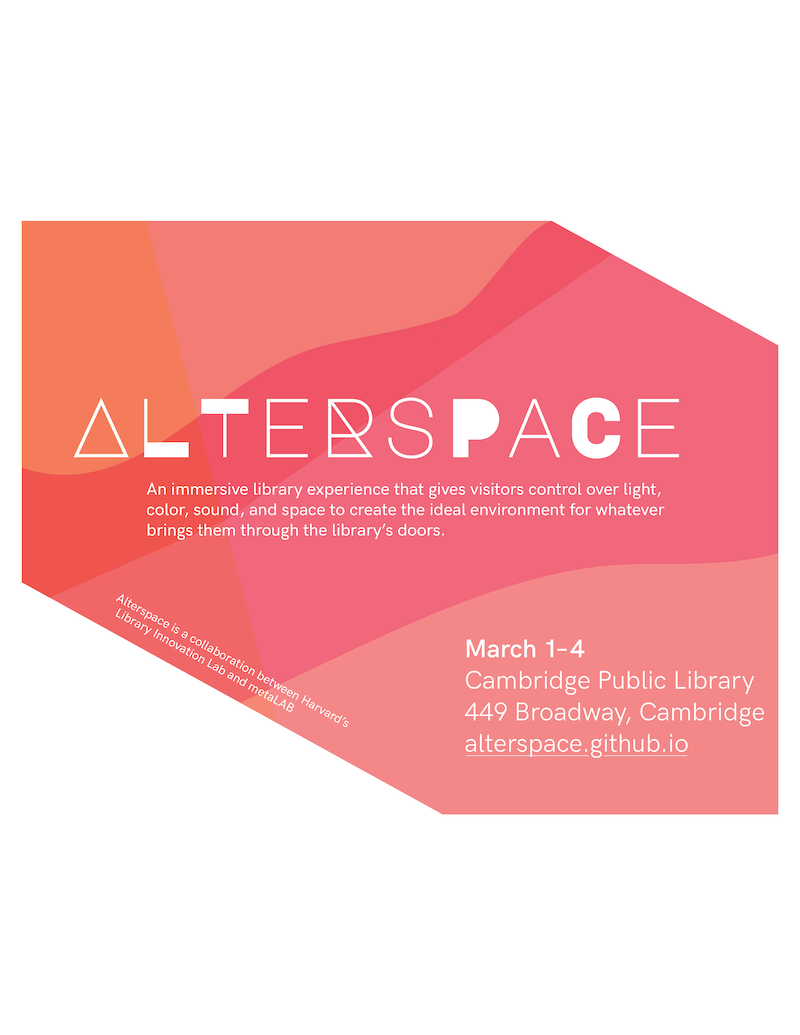 ALTERSPACE
An immersive library experience that gives visitors control over light,
color, sound, and space to create the ideal environment for whatever
brings them through the library's doors.
Alterspace is a collaboration between Harvard's
Library Innovation Lab and metaLAB
March 1–4
Cambridge Public Library
449 Broadway, Cambridge
alterspace.github.io